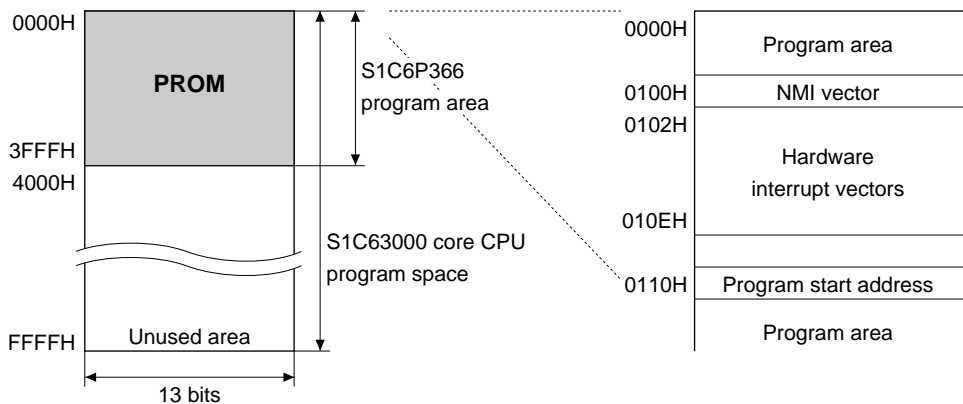 0000H
PROM
3FFFH
4000H
FFFFH
Unused area
13 bits
S1C6P366
program area
S1C63000 core CPU
program space
0000H
Program area
0100H
NMI vector
0102H
Hardware
interrupt vectors
010EH
0110H
Program start address
Program area